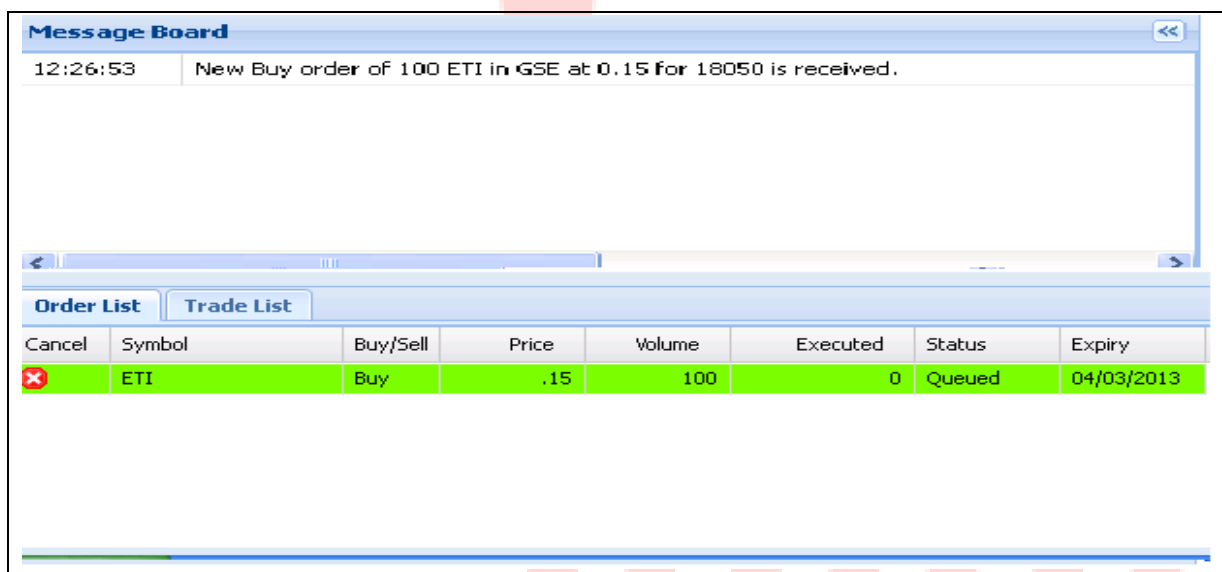 Message Board
12:26:53 New Buy order of 100 ETI in GSE at 0.15 for 18050 is received.
Order List Trade List
Cancel Symbol Buy/Sell Price Volume Executed Status Expiry
ETI Buy .15 100 0 Queued 04/03/2013